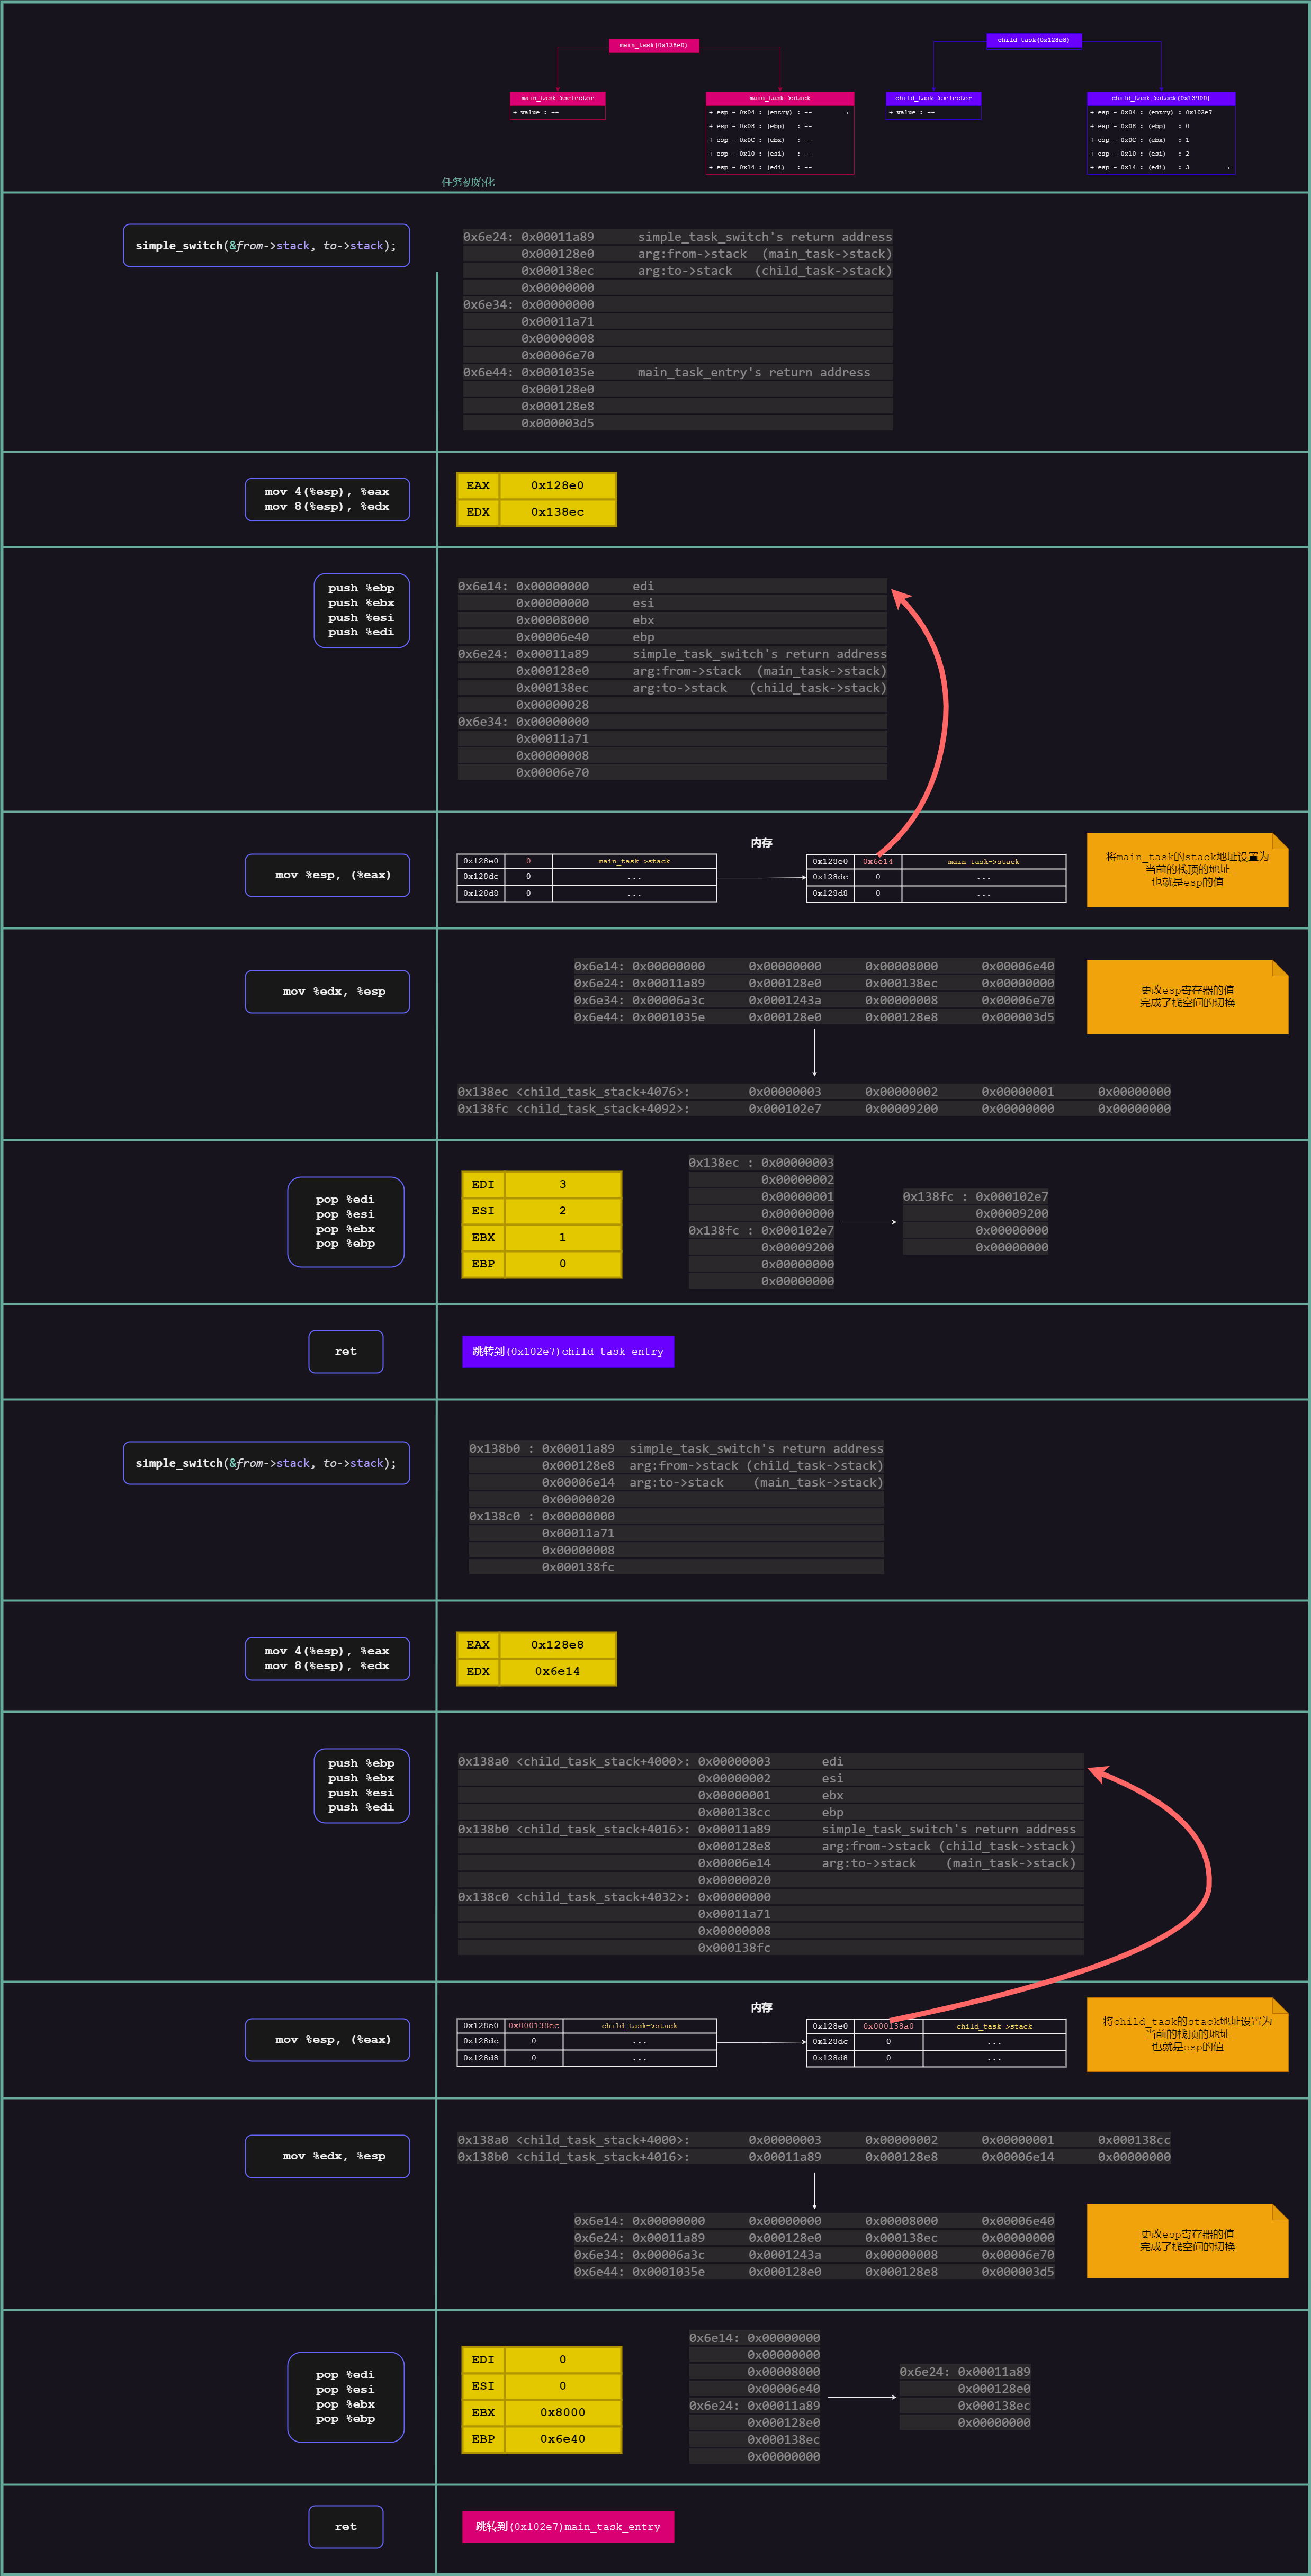 main_task(0x128e0)
child_task(0x128e8)
main_task->selector
+ value : --
main_task->stack
+ esp - 0x04 : (entry) : -- ←
+ esp - 0x08 : (ebp) : --
+ esp - 0x0C : (ebx) : --
+ esp - 0x10 : (esi) : --
+ esp - 0x14 : (edi) : --
child_task->selector
+ value : --
child_task->stack(0x13900)
+ esp - 0x04 : (entry) : 0x102e7
+ esp - 0x08 : (ebp) : 0
+ esp - 0x0C : (ebx) : 1
+ esp - 0x10 : (esi) : 2
+ esp - 0x14 : (edi) : 3 ←
任务初始化
simple_switch(&from->stack, to->stack);
0x6e24: 0x00011a89 simple_task_switch's return address
0x000128e0 arg:from->stack (main_task->stack)
0x000138ec arg:to->stack (child_task->stack)
0x00000000
0x6e34: 0x00000000
0x00011a71
0x00000008
0x00006e70
0x6e44: 0x0001035e main_task_entry's return address
0x000128e0
0x000128e8
0x000003d5
mov 4(%esp), %eax
mov 8(%esp), %edx
EAX 0x128e0
EDX 0x138ec
push %ebp
push %ebx
push %esi
push %edi
0x6e14: 0x00000000 edi
0x00000000 esi
0x00008000 ebx
0x00006e40 ebp
0x6e24: 0x00011a89 simple_task_switch's return address
0x000128e0 arg:from->stack (main_task->stack)
0x000138ec arg:to->stack (child_task->stack)
0x00000028
0x6e34: 0x00000000
0x00011a71
0x00000008
0x00006e70
mov %esp, (%eax)
内存
0x128e0 0 main_task->stack
0x128dc 0 ...
0x128d8 0 ...
0x128e0 0x6e14 main_task->stack
0x128dc 0 ...
0x128d8 0 ...
将main_task的stack地址设置为
当前的栈顶的地址
也就是esp的值
mov %edx, %esp
0x6e14: 0x00000000 0x00000000 0x00008000 0x00006e40
0x6e24: 0x00011a89 0x000128e0 0x000138ec 0x00000000
0x6e34: 0x00006a3c 0x0001243a 0x00000008 0x00006e70
0x6e44: 0x0001035e 0x000128e0 0x000128e8 0x000003d5
更改esp寄存器的值
完成了栈空间的切换
0x138ec <child_task_stack+4076>: 0x00000003 0x00000002 0x00000001 0x00000000
0x138fc <child_task_stack+4092>: 0x000102e7 0x00009200 0x00000000 0x00000000
pop %edi
pop %esi
pop %ebx
pop %ebp
EDI 3
ESI 2
EBX 1
EBP 0
0x138ec : 0x00000003
0x00000002
0x00000001
0x00000000
0x138fc : 0x000102e7
0x00009200
0x00000000
0x00000000
0x138fc : 0x000102e7
0x00009200
0x00000000
0x00000000
ret
跳转到(0x102e7)child_task_entry
simple_switch(&from->stack, to->stack);
0x138b0 : 0x00011a89 simple_task_switch's return address
0x000128e8 arg:from->stack (child_task->stack)
0x00006e14 arg:to->stack (main_task->stack)
0x00000020
0x138c0 : 0x00000000
0x00011a71
0x00000008
0x000138fc
mov 4(%esp), %eax
mov 8(%esp), %edx
EAX 0x128e8
EDX 0x6e14
push %ebp
push %ebx
push %esi
push %edi
0x138a0 <child_task_stack+4000>: 0x00000003 edi
0x00000002 esi
0x00000001 ebx
0x000138cc ebp
0x138b0 <child_task_stack+4016>: 0x00011a89 simple_task_switch's return address
0x000128e8 arg:from->stack (child_task->stack)
0x00006e14 arg:to->stack (main_task->stack)
0x00000020
0x138c0 <child_task_stack+4032>: 0x00000000
0x00011a71
0x00000008
0x000138fc
mov %esp, (%eax)
内存
0x128e0 0x000138ec child_task->stack
0x128dc 0 ...
0x128d8 0 ...
0x128e0 0x000138a0 child_task->stack
0x128dc 0 ...
0x128d8 0 ...
将child_task的stack地址设置为
当前的栈顶的地址
也就是esp的值
mov %edx, %esp
0x138a0 <child_task_stack+4000>: 0x00000003 0x00000002 0x00000001 0x000138cc
0x138b0 <child_task_stack+4016>: 0x00011a89 0x000128e8 0x00006e14 0x00000000
0x6e14: 0x00000000 0x00000000 0x00008000 0x00006e40
0x6e24: 0x00011a89 0x000128e0 0x000138ec 0x00000000
0x6e34: 0x00006a3c 0x0001243a 0x00000008 0x00006e70
0x6e44: 0x0001035e 0x000128e0 0x000128e8 0x000003d5
更改esp寄存器的值
完成了栈空间的切换
pop %edi
pop %esi
pop %ebx
pop %ebp
EDI 0
ESI 0
EBX 0x8000
EBP 0x6e40
0x6e14: 0x00000000
0x00000000
0x00008000
0x00006e40
0x6e24: 0x00011a89
0x000128e0
0x000138ec
0x00000000
0x6e24: 0x00011a89
0x000128e0
0x000138ec
0x00000000
ret
跳转到(0x102e7)main_task_entry